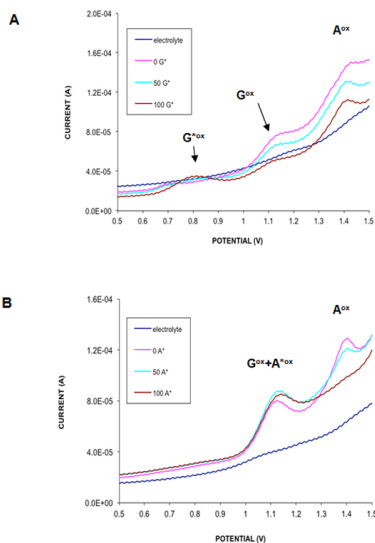 A
2.0E-04
1.6E-04
1.2E-04
8.0E-05
4.0E-05
0.0E+00
CURRENT (A)
electrolyte
0 G*
50 G*
100 G*
G*ox
Gox
Aox
0.5 0.6 0.7 0.8 0.9 1 1.1 1.2 1.3 1.4 1.5
POTENTIAL (V)
B
1.6E-04
1.2E-04
8.0E-05
4.0E-05
0.0E+00
CURRENT (A)
electrolyte
0 A*
50 A*
100 A*
Gox+A*ox
Aox
0.5 0.6 0.7 0.8 0.9 1 1.1 1.2 1.3 1.4 1.5
POTENTIAL (V)